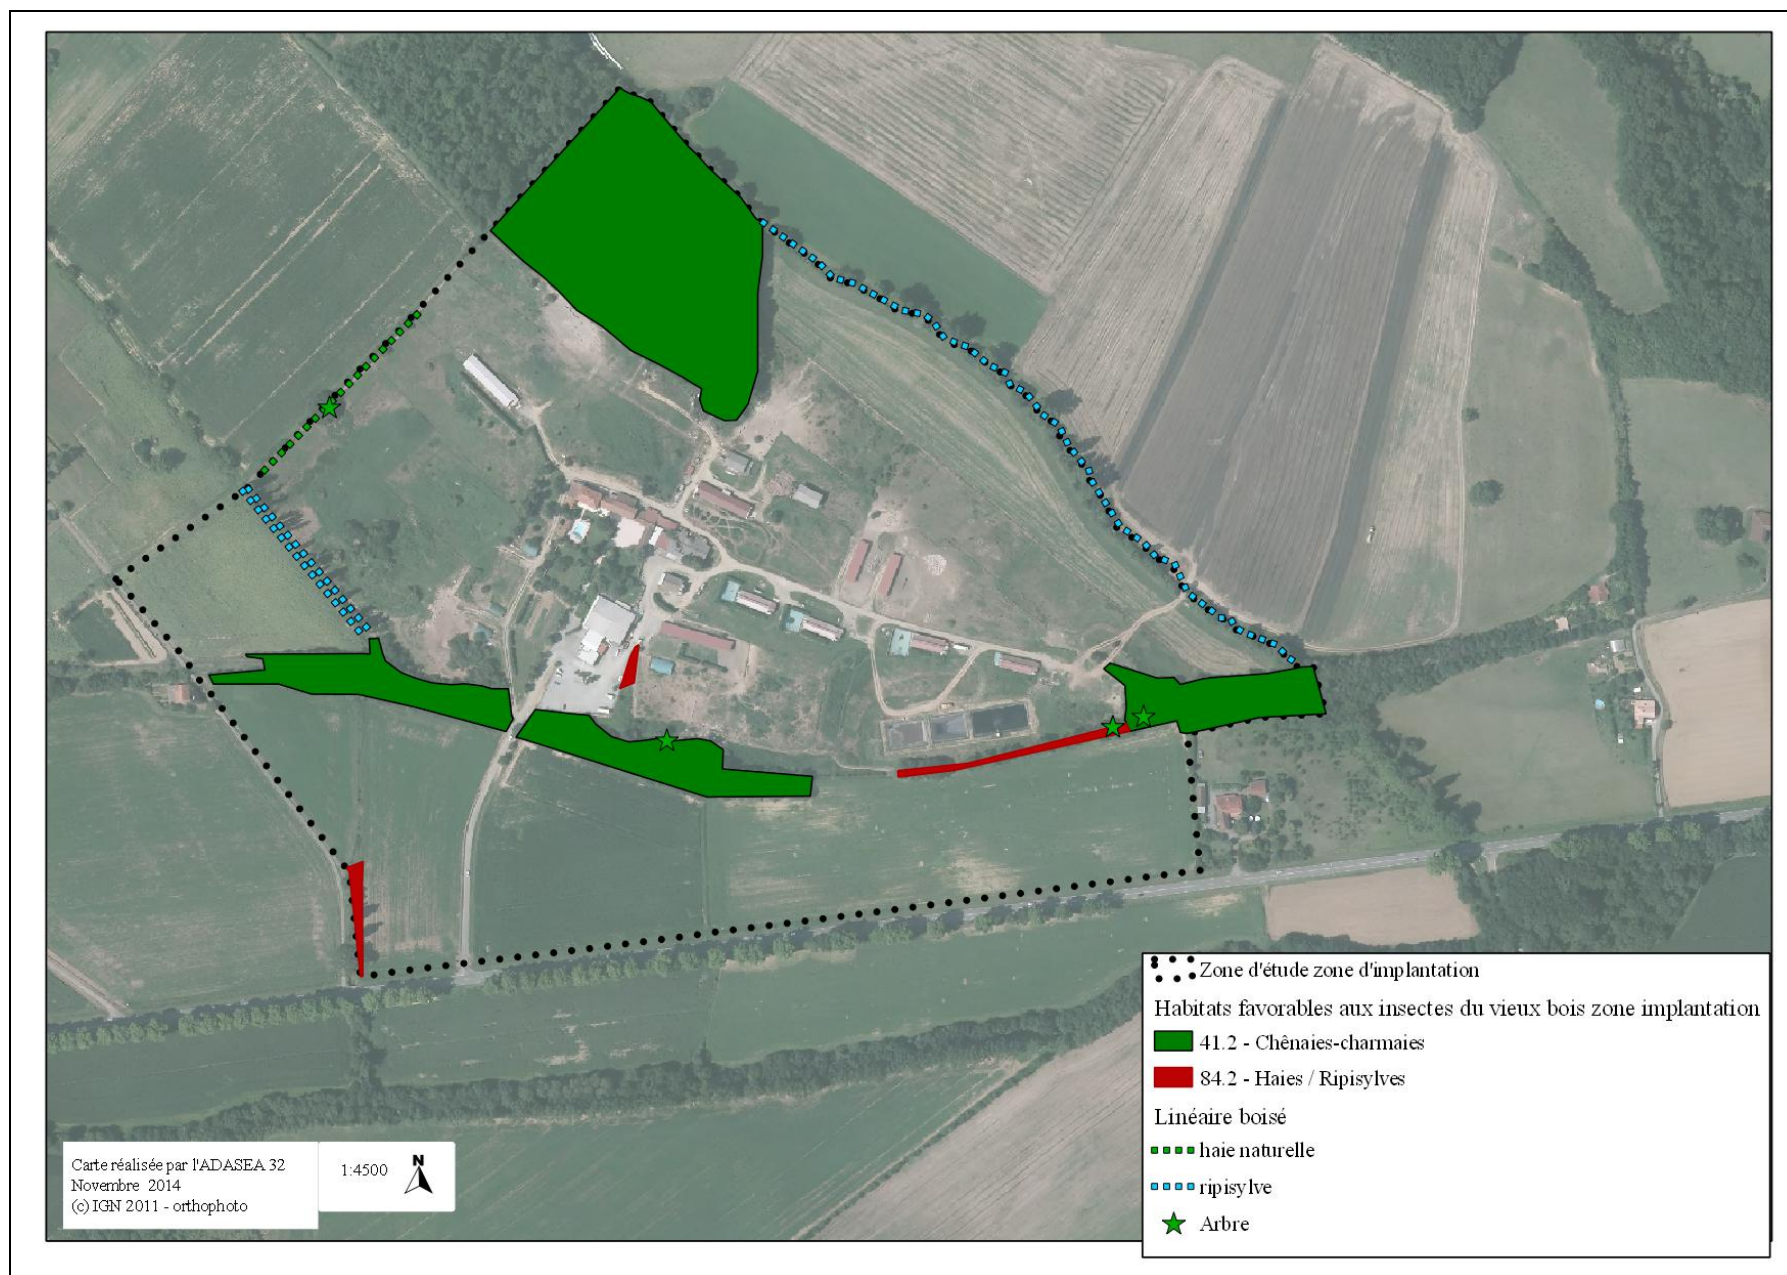 Zone d'étude zone d'implantation
Habitats favorables aux insectes du vieux bois zone implantation
41.2 - Chênaies-charmaies
84.2 - Haies / Ripisylves
Linéaire boisé
haie naturelle
ripisylve
Arbre
Carte réalisée par l'ADASEA 32
Novembre 2014
(c) IGN 2011 - orthophoto
1:4500
N